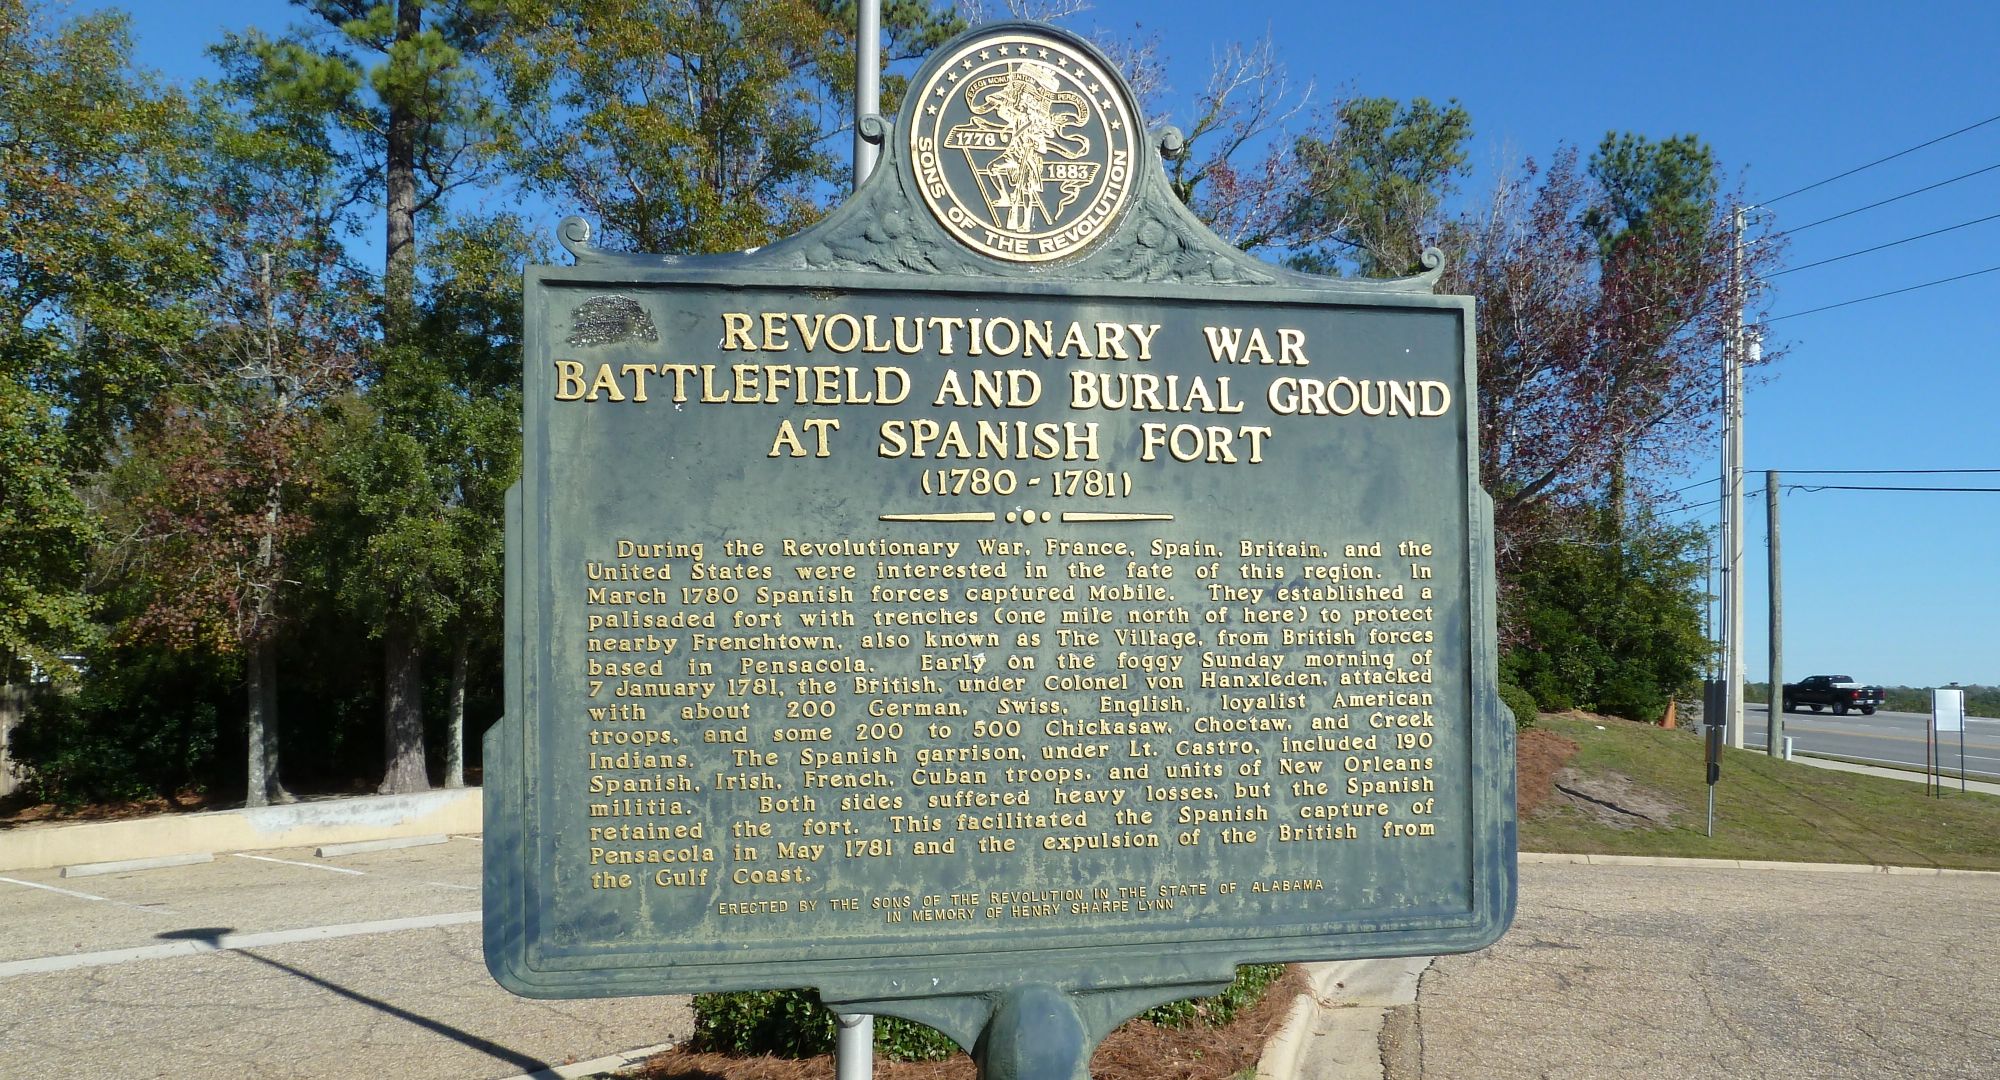 EXEGI MONUMENTUM ÆRE PERENNIUS
1776
1883
SONS OF THE REVOLUTION
REVOLUTIONARY WAR
BATTLEFIELD AND BURIAL GROUND
AT SPANISH FORT
(1780 - 1781)
During the Revolutionary War, France, Spain, Britain, and the
United States were interested in the fate of this region. In
March 1780 Spanish forces captured Mobile. They established a
palisaded fort with trenches (one mile north of here) to protect
nearby Frenchtown, also known as The Village, from British forces
based in Pensacola. Early on the foggy Sunday morning of
7 January 1781, the British, under Colonel von Hanxleden, attacked
with about 200 German, Swiss, English, loyalist American
troops, and some 200 to 500 Chickasaw, Choctaw, and Creek
Indians. The Spanish garrison, under Lt. Castro, included 190
Spanish, Irish, French, Cuban troops, and units of New Orleans
militia. Both sides suffered heavy losses, but the Spanish
retained the fort. This facilitated the Spanish capture of
Pensacola in May 1781 and the expulsion of the British from
the Gulf Coast.
ERECTED BY THE SONS OF THE REVOLUTION IN THE STATE OF ALABAMA
IN MEMORY OF HENRY SHARPE LYNN